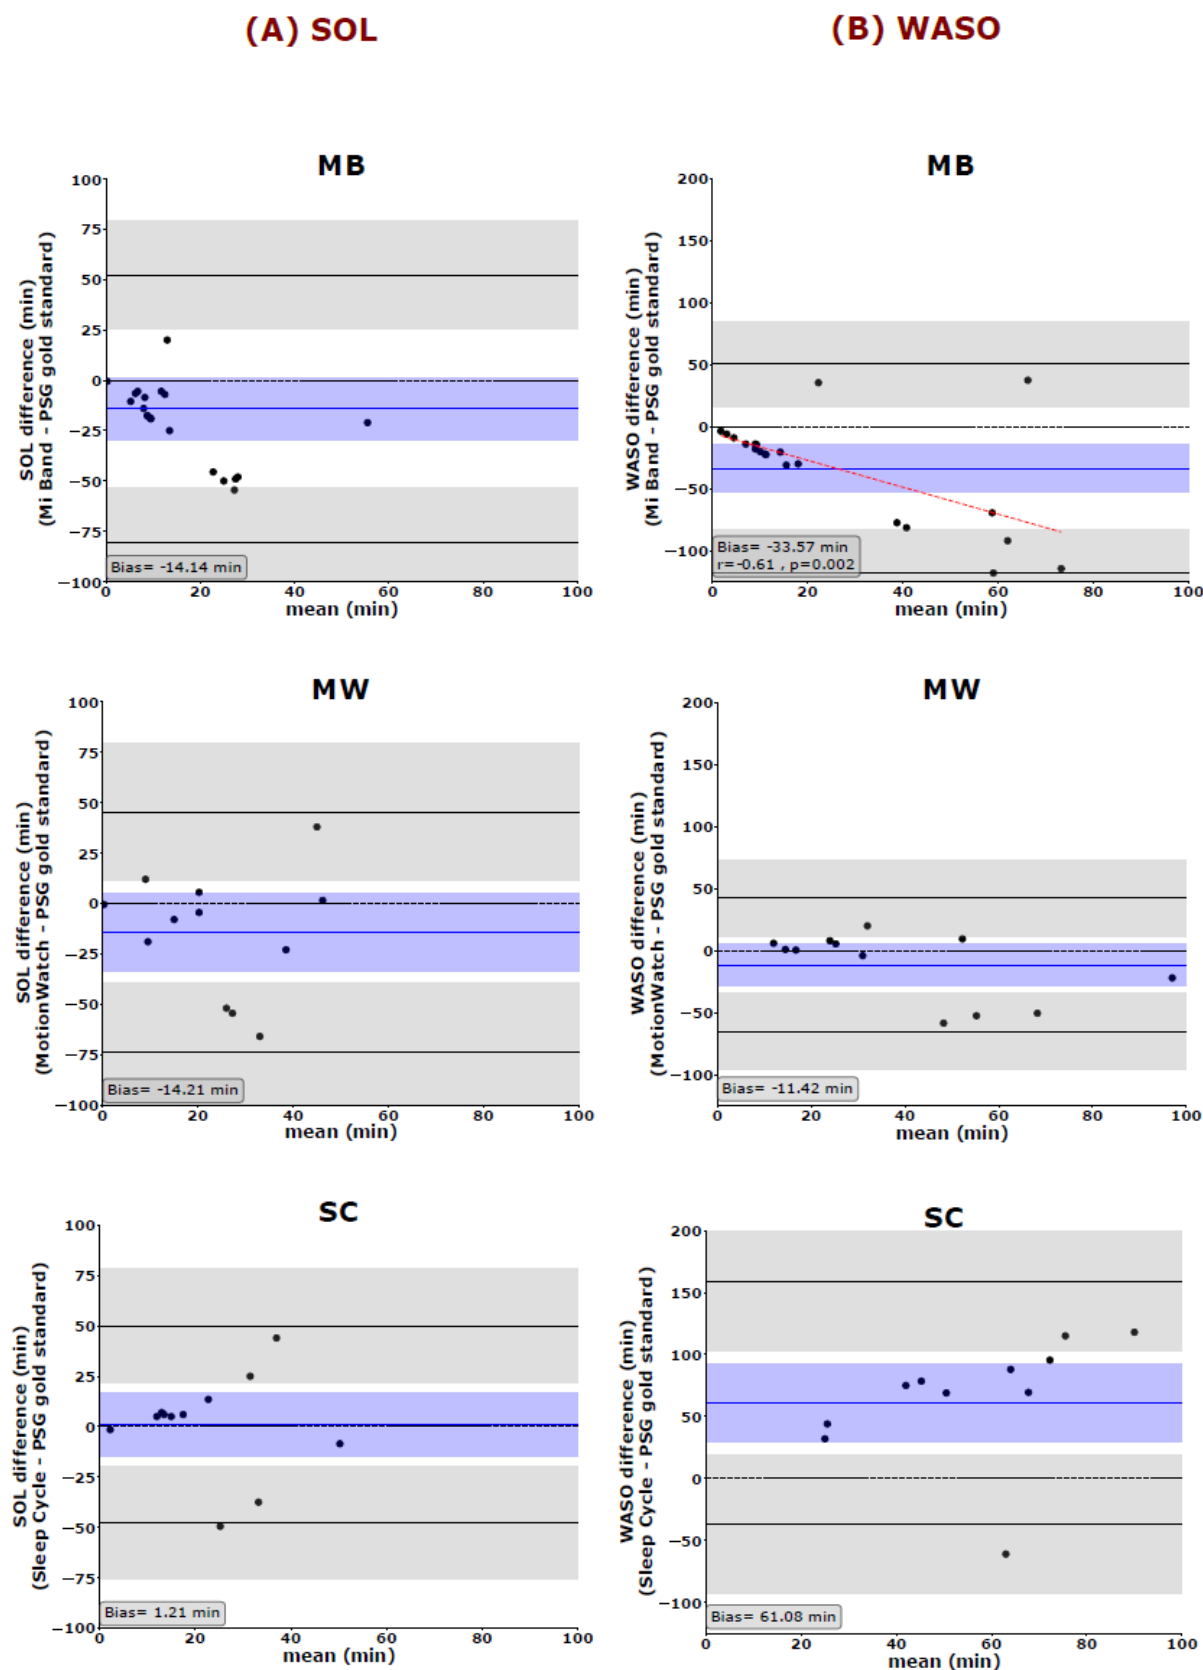 (A) SOL
(B) WASO
MB
100
75
50
25
0
−25
−50
−75
−100
SOL difference (min)
(Mi Band - PSG gold standard)
Bias= -14.14 min
0 20 40 60 80 100
mean (min)
MB
200
150
100
50
0
−50
−100
WASO difference (min)
(Mi Band - PSG gold standard)
Bias= -33.57 min
r=-0.61 , p=0.002
0 20 40 60 80 100
mean (min)
MW
100
75
50
25
0
−25
−50
−75
−100
SOL difference (min)
(MotionWatch - PSG gold standard)
Bias= -14.21 min
0 20 40 60 80 100
mean (min)
MW
200
150
100
50
0
−50
−100
WASO difference (min)
(MotionWatch - PSG gold standard)
Bias= -11.42 min
0 20 40 60 80 100
mean (min)
SC
100
75
50
25
0
−25
−50
−75
−100
SOL difference (min)
(Sleep Cycle - PSG gold standard)
Bias= 1.21 min
0 20 40 60 80 100
mean (min)
SC
200
150
100
50
0
−50
−100
WASO difference (min)
(Sleep Cycle - PSG gold standard)
Bias= 61.08 min
0 20 40 60 80 100
mean (min)